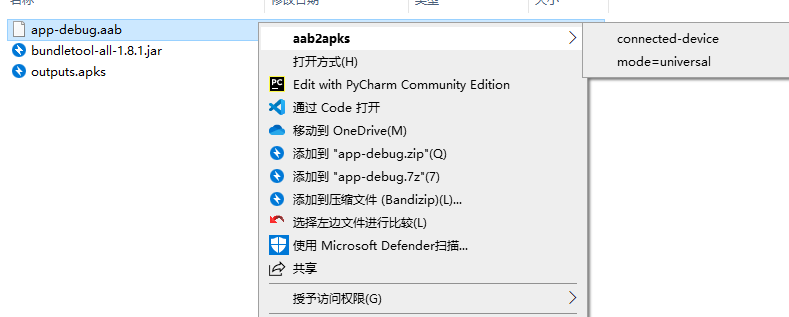 名称 修改日期 类型 大小
app-debug.aab
bundletool-all-1.8.1.jar
outputs.apks
aab2apks
connected-device
mode=universal
打开方式(H)
Edit with PyCharm Community Edition
通过 Code 打开
移动到 OneDrive(M)
添加到 "app-debug.zip"(Q)
添加到 "app-debug.7z"(7)
添加到压缩文件 (Bandizip)(L)...
选择左边文件进行比较(L)
使用 Microsoft Defender扫描...
共享
授予访问权限(G)